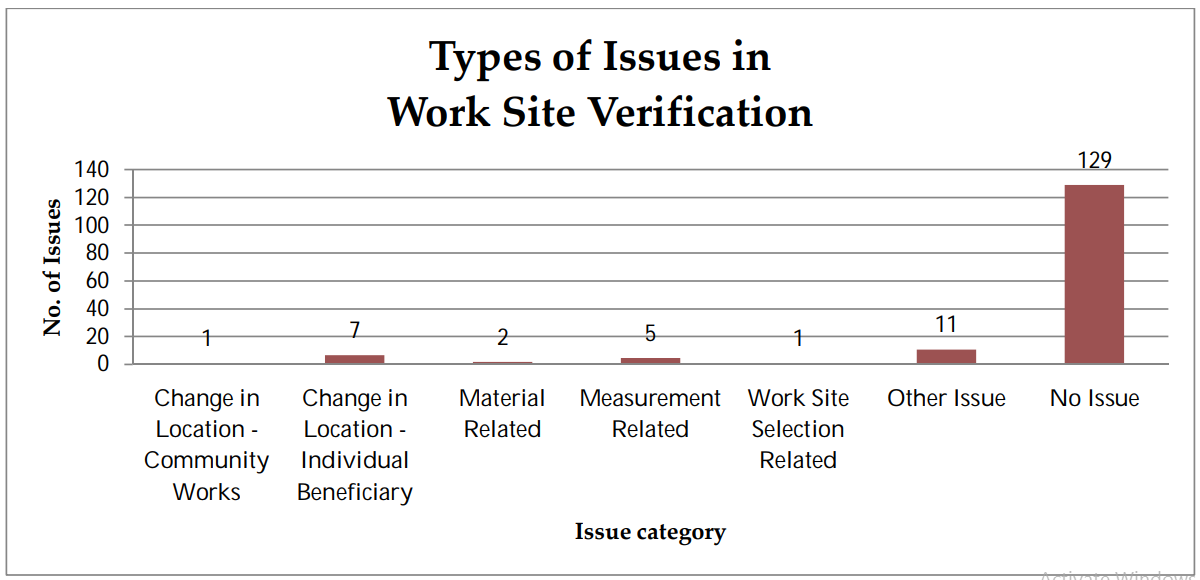 Types of Issues in
Work Site Verification
No. of Issues
140
120
100
80
60
40
20
0
1
7
2
5
1
11
129
Change in
Location -
Community
Works
Change in
Location -
Individual
Beneficiary
Material
Related
Measurement
Related
Work Site
Selection
Related
Other Issue
No Issue
Issue category
Activate Windows